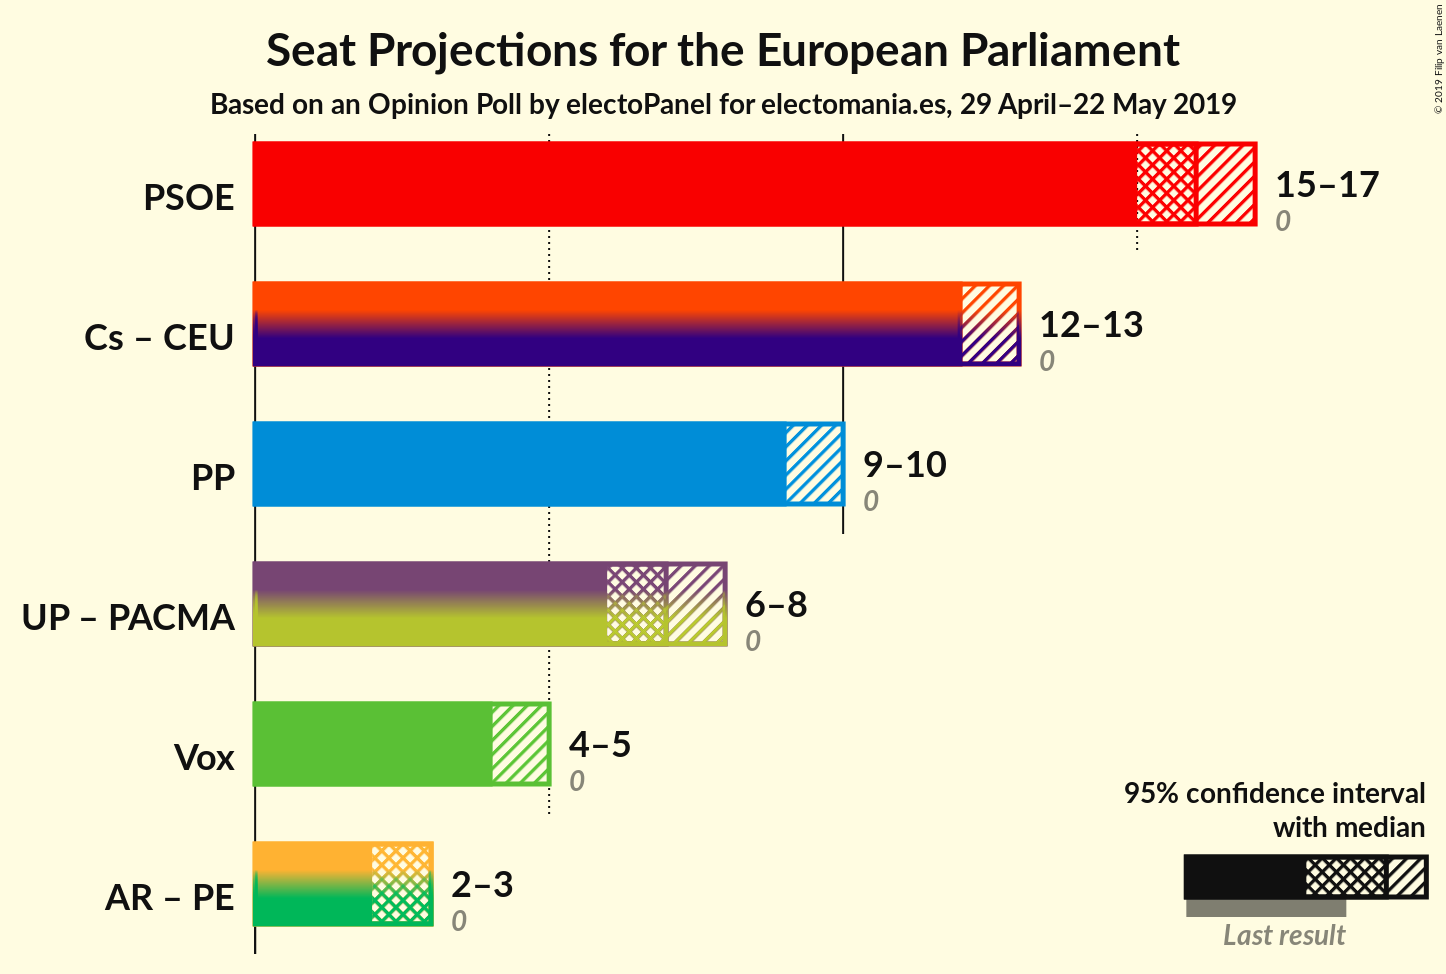 Seat Projections for the European Parliament
Based on an Opinion Poll by electoPanel for electomania.es, 29 April–22 May 2019
© 2019 Filip van Laenen
PSOE
15–17
0
Cs – CEU
12–13
0
PP
9–10
0
UP – PACMA
6–8
0
Vox
4–5
0
AR – PE
2–3
0
95% confidence interval
with median
Last result